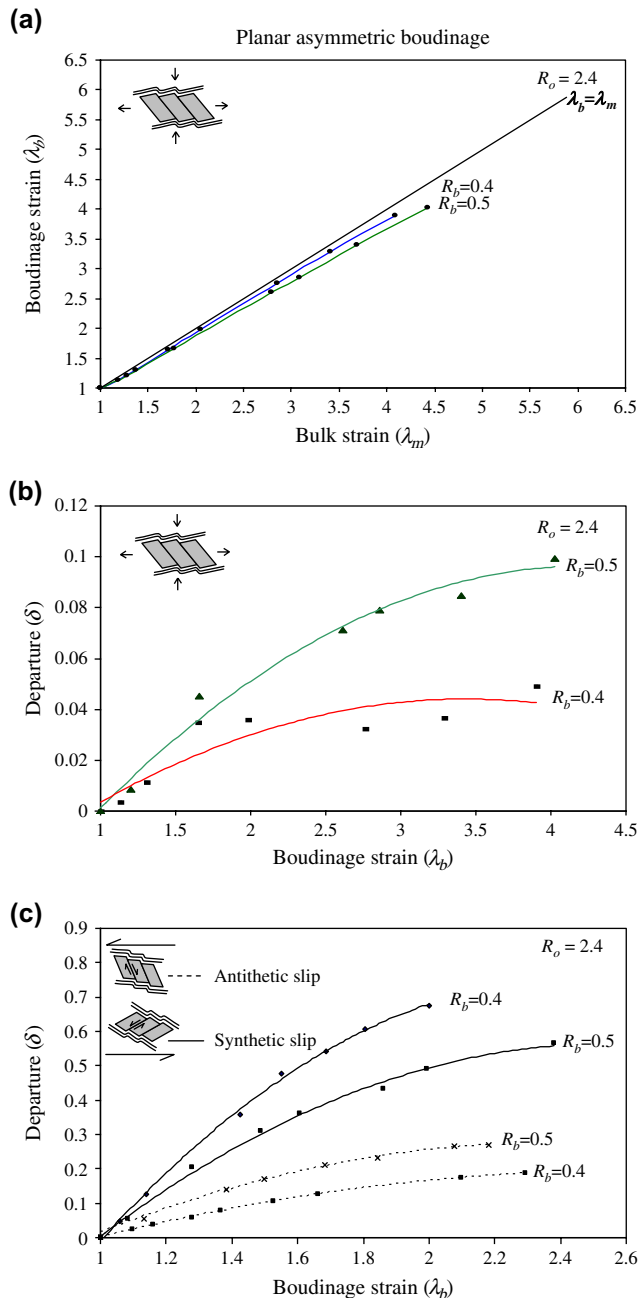 (a)
Planar asymmetric boudinage
6.5
6
5.5
5
4.5
4
3.5
3
2.5
2
1.5
1
Boudinage strain (λb)
Ro = 2.4
λb=λm
Rb=0.4
Rb=0.5
1 1.5 2 2.5 3 3.5 4 4.5 5 5.5 6 6.5
Bulk strain (λm)
(b)
0.12
0.1
0.08
0.06
0.04
0.02
0
Departure (δ)
Ro = 2.4
Rb=0.5
Rb=0.4
1 1.5 2 2.5 3 3.5 4 4.5
Boudinage strain (λb)
(c)
0.9
0.8
0.7
0.6
0.5
0.4
0.3
0.2
0.1
0
Departure (δ)
Ro = 2.4
Antithetic slip
Synthetic slip
Rb=0.4
Rb=0.5
Rb=0.5
Rb=0.4
1 1.2 1.4 1.6 1.8 2 2.2 2.4 2.6
Boudinage strain (λb)